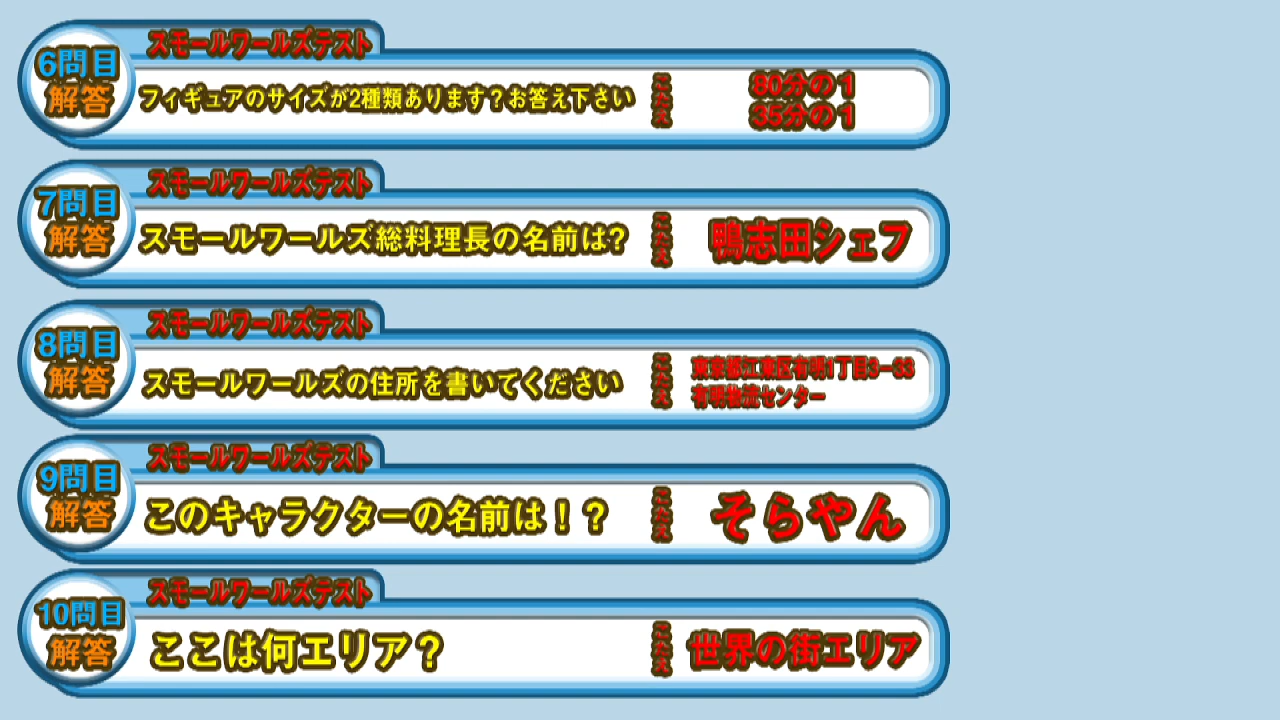 スモールワールズテスト
6問目
解答
フィギュアのサイズが2種類あります？お答え下さい
こたえ
80分の1
35分の1
スモールワールズテスト
7問目
解答
スモールワールズ総料理長の名前は?
こたえ
鴨志田シェフ
スモールワールズテスト
8問目
解答
スモールワールズの住所を書いてください
こたえ
東京都江東区有明1丁目3−33
有明物流センター
スモールワールズテスト
9問目
解答
このキャラクターの名前は！？
こたえ
そらやん
スモールワールズテスト
10問目
解答
ここは何エリア？
こたえ
世界の街エリア